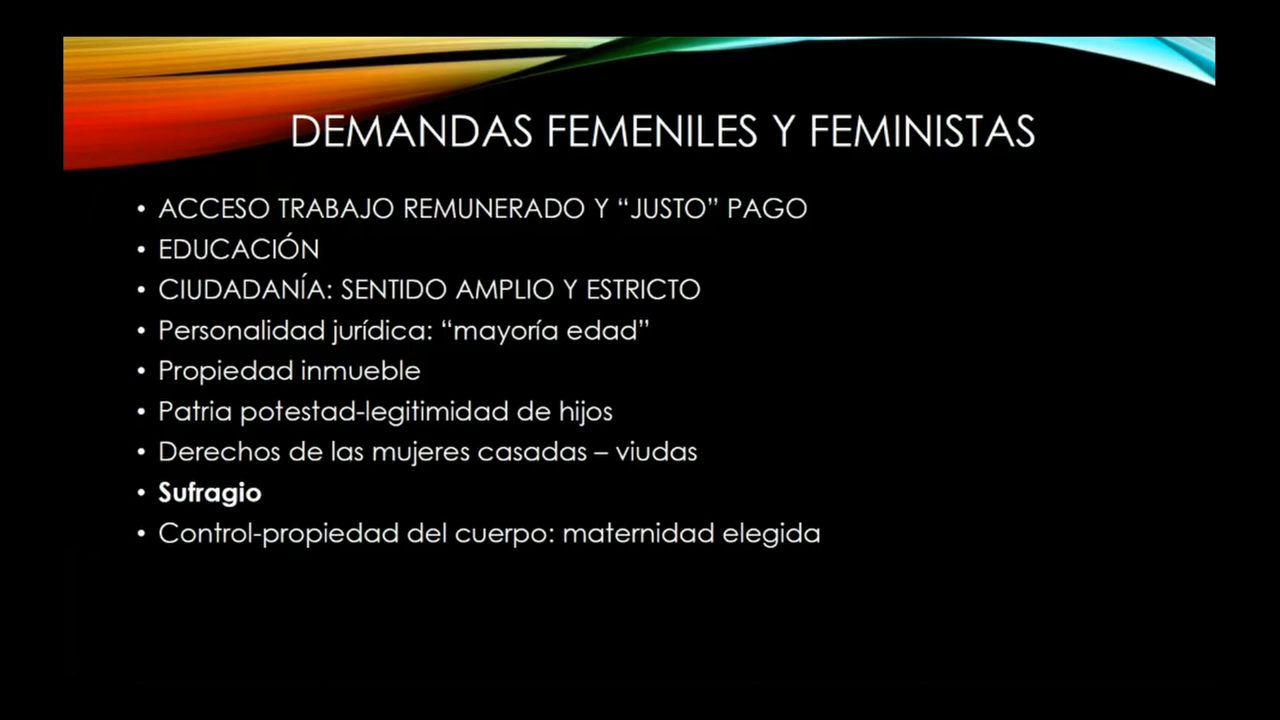 DEMANDAS FEMENILES Y FEMINISTAS
• ACCESO TRABAJO REMUNERADO Y “JUSTO” PAGO
• EDUCACIÓN
• CIUDADANÍA: SENTIDO AMPLIO Y ESTRICTO
• Personalidad jurídica: “mayoría edad”
• Propiedad inmueble
• Patria potestad-legitimidad de hijos
• Derechos de las mujeres casadas – viudas
• Sufragio
• Control-propiedad del cuerpo: maternidad elegida